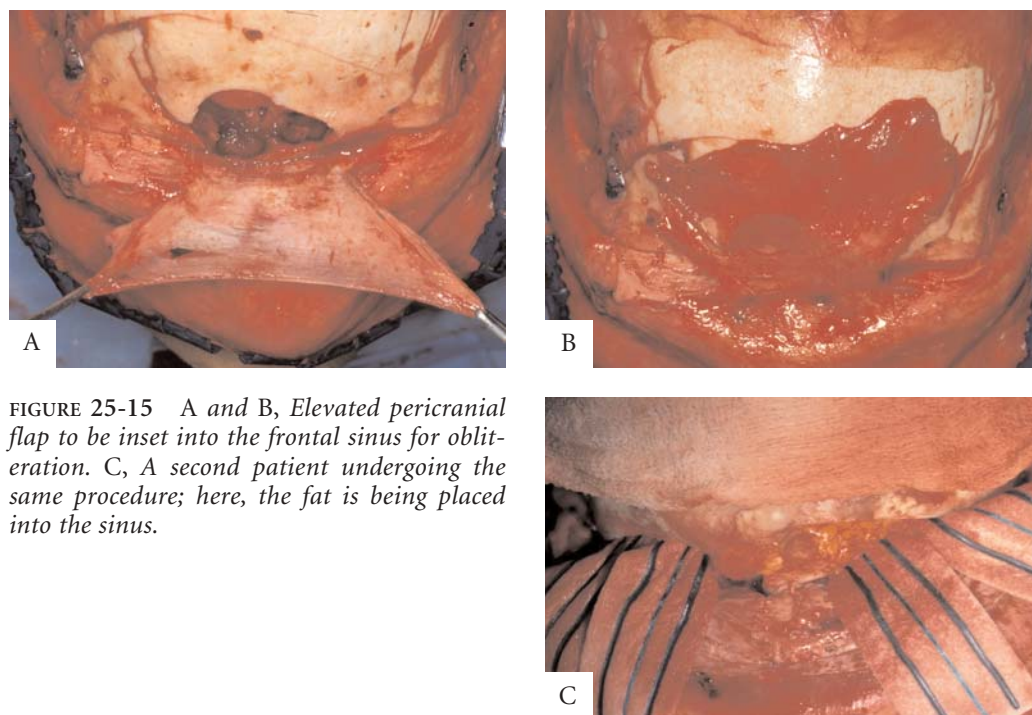 A
B
FIGURE 25-15 A and B, Elevated pericranial
flap to be inset into the frontal sinus for oblit-
eration. C, A second patient undergoing the
same procedure; here, the fat is being placed
into the sinus.
C